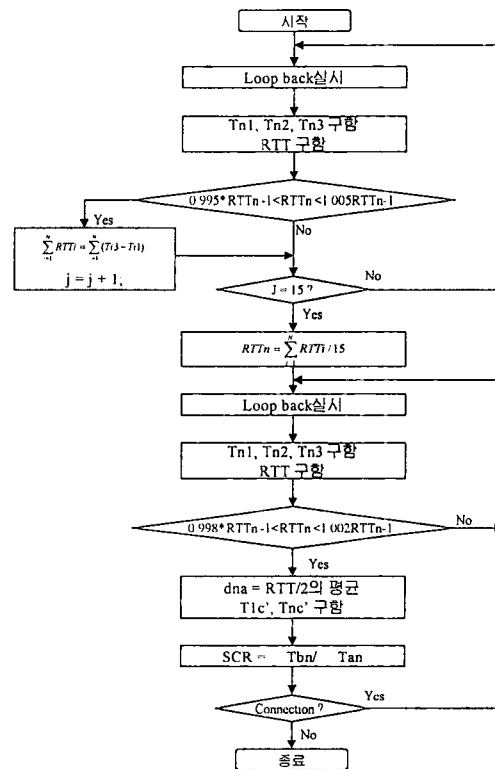 시작
Loop back실시
Tn1, Tn2, Tn3 구함
RTT 구함
0 995*RTTn-1<RTTn<1 005RTTn-1
Yes
No
j = j + 1;
J = 15 ?
No
Yes
RTTn = ∑ RTTi / 15
Loop back실시
Tn1, Tn2, Tn3 구함
RTT 구함
0 998*RTTn-1<RTTn<1 002RTTn-1
No
Yes
dna = RTT/2의 평균
T1c', Tnc' 구함
SCR = Tbn/ Tan
Connection ?
Yes
No
종료